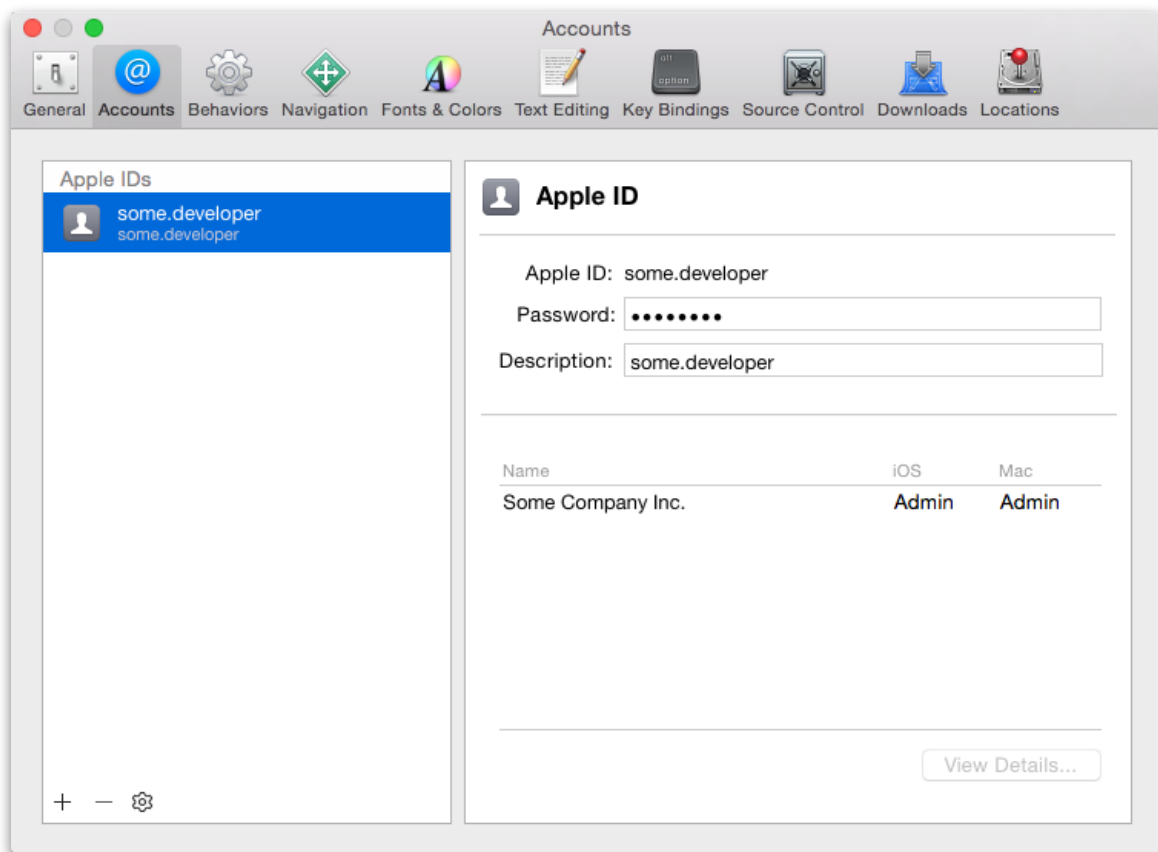 Accounts
General Accounts Behaviors Navigation Fonts & Colors Text Editing Key Bindings Source Control Downloads Locations
alt
option
Apple IDs
some.developer
some.developer
Apple ID
Apple ID: some.developer
Password: ••••••••
Description: some.developer
Name iOS Mac
Some Company Inc. Admin Admin
View Details...